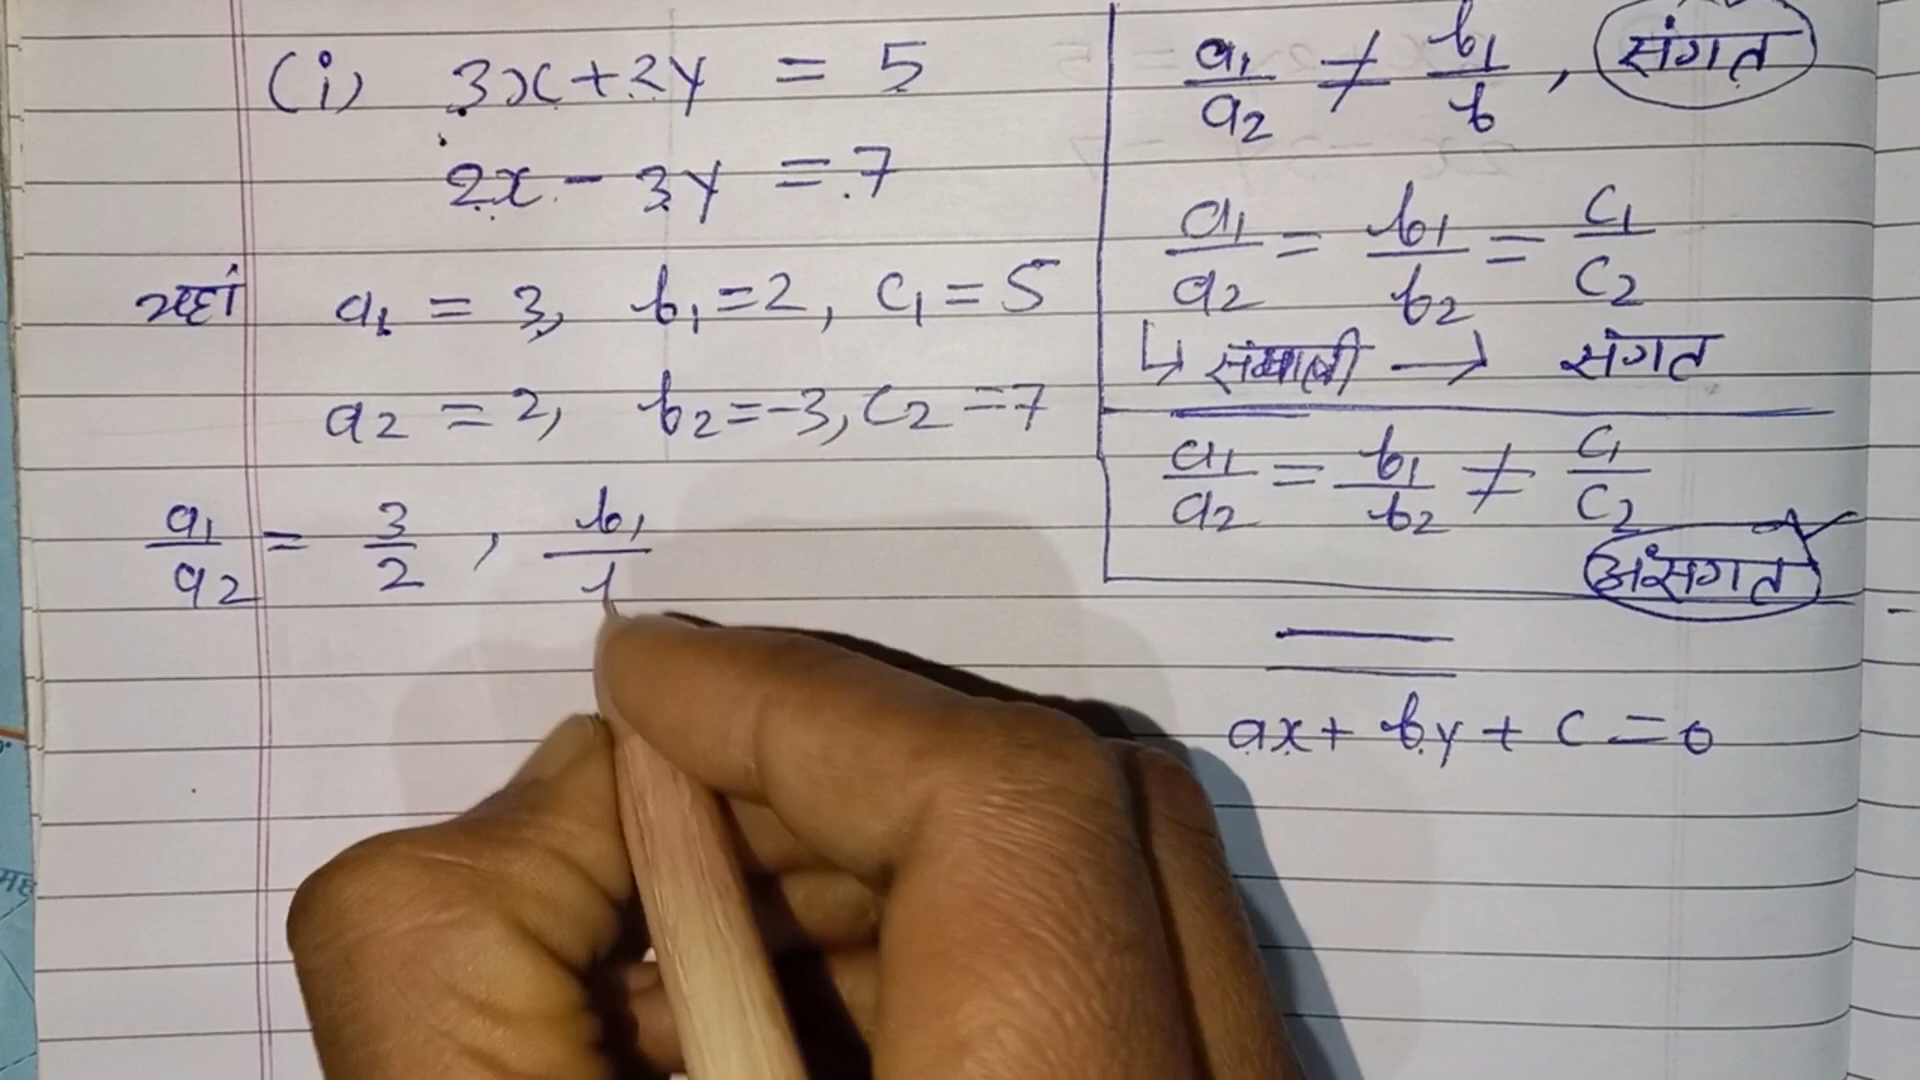 (i) 3x+2y = 5
2x - 3y = 7
यहां a1 = 3, b1=2, c1=5
a2 = 2, b2=-3, c2=7
a1/a2 = 3/2, b1/
a1/a2 ≠ b1/b, संगत
a1/a2 = b1/b2 = c1/c2
↳ → संगत
a1/a2 = b1/b2 ≠ c1/c2
अंसगत
ax + by + c = 0